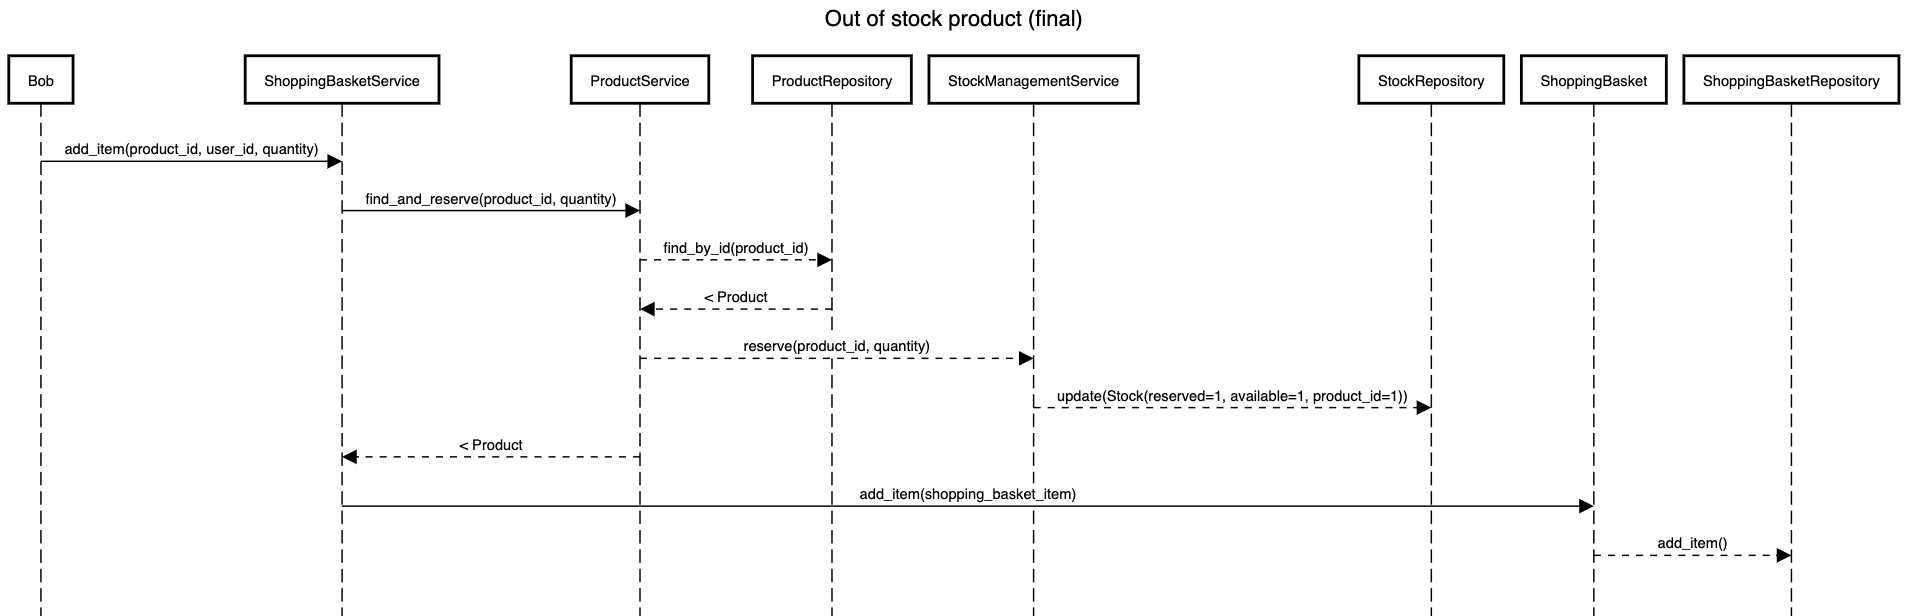 Out of stock product (final)
Bob
ShoppingBasketService
ProductService
ProductRepository
StockManagementService
StockRepository
ShoppingBasket
ShoppingBasketRepository
add_item(product_id, user_id, quantity)
find_and_reserve(product_id, quantity)
find_by_id(product_id)
< Product
reserve(product_id, quantity)
update(Stock(reserved=1, available=1, product_id=1))
< Product
add_item(shopping_basket_item)
add_item()